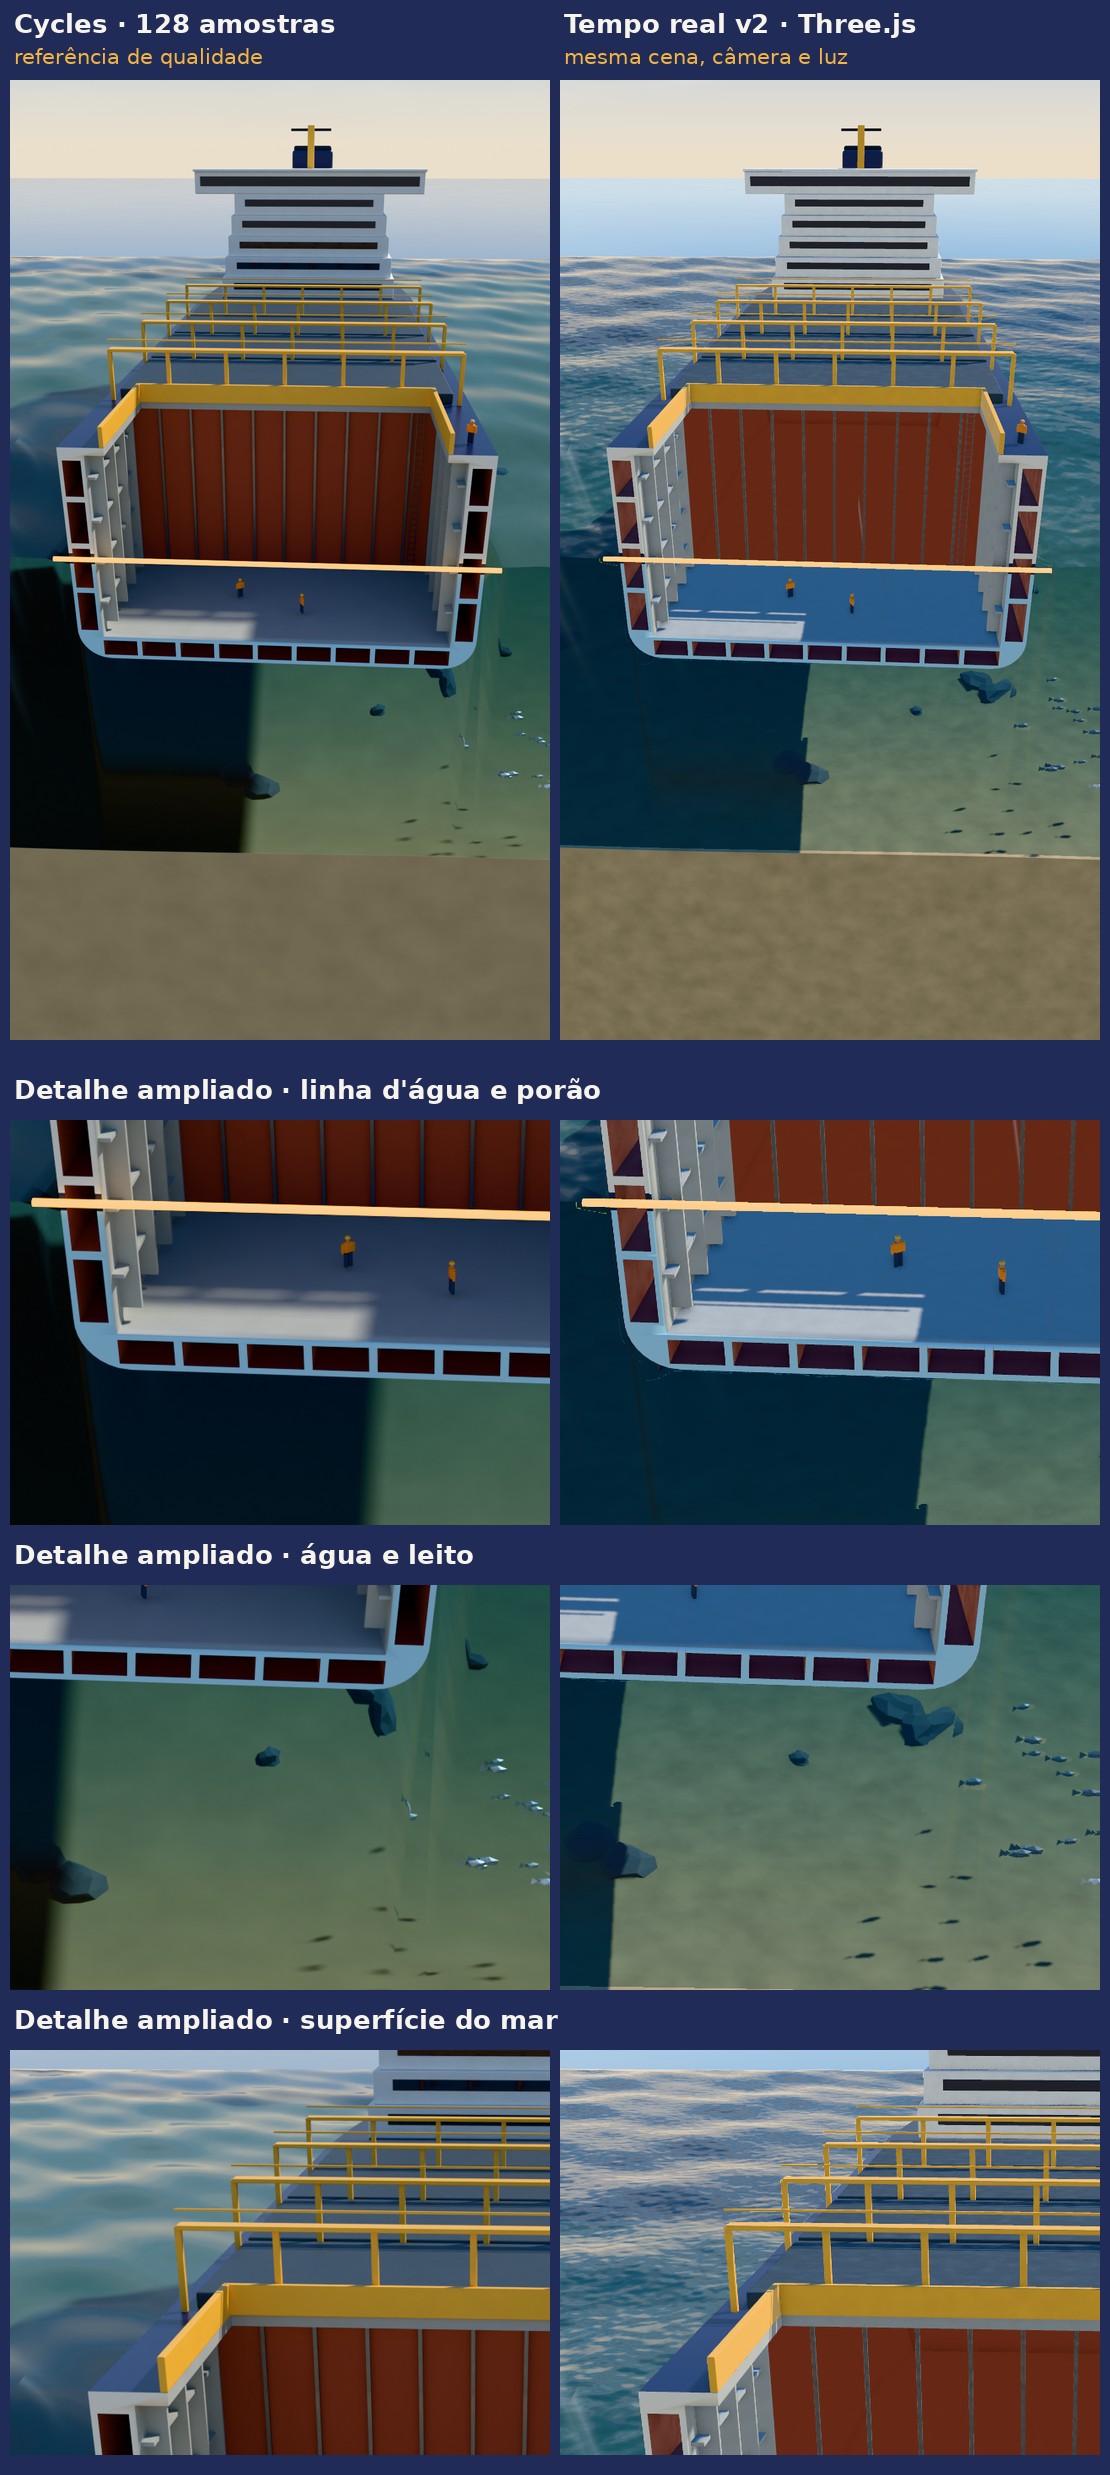 Cycles · 128 amostras
referência de qualidade
Tempo real v2 · Three.js
mesma cena, câmera e luz
Detalhe ampliado · linha d'água e porão
Detalhe ampliado · água e leito
Detalhe ampliado · superfície do mar